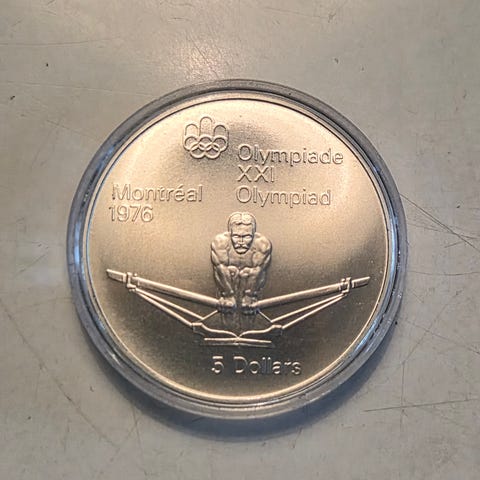 Olympiade
XXI
Olympiad
Montréal
1976
5 Dollars